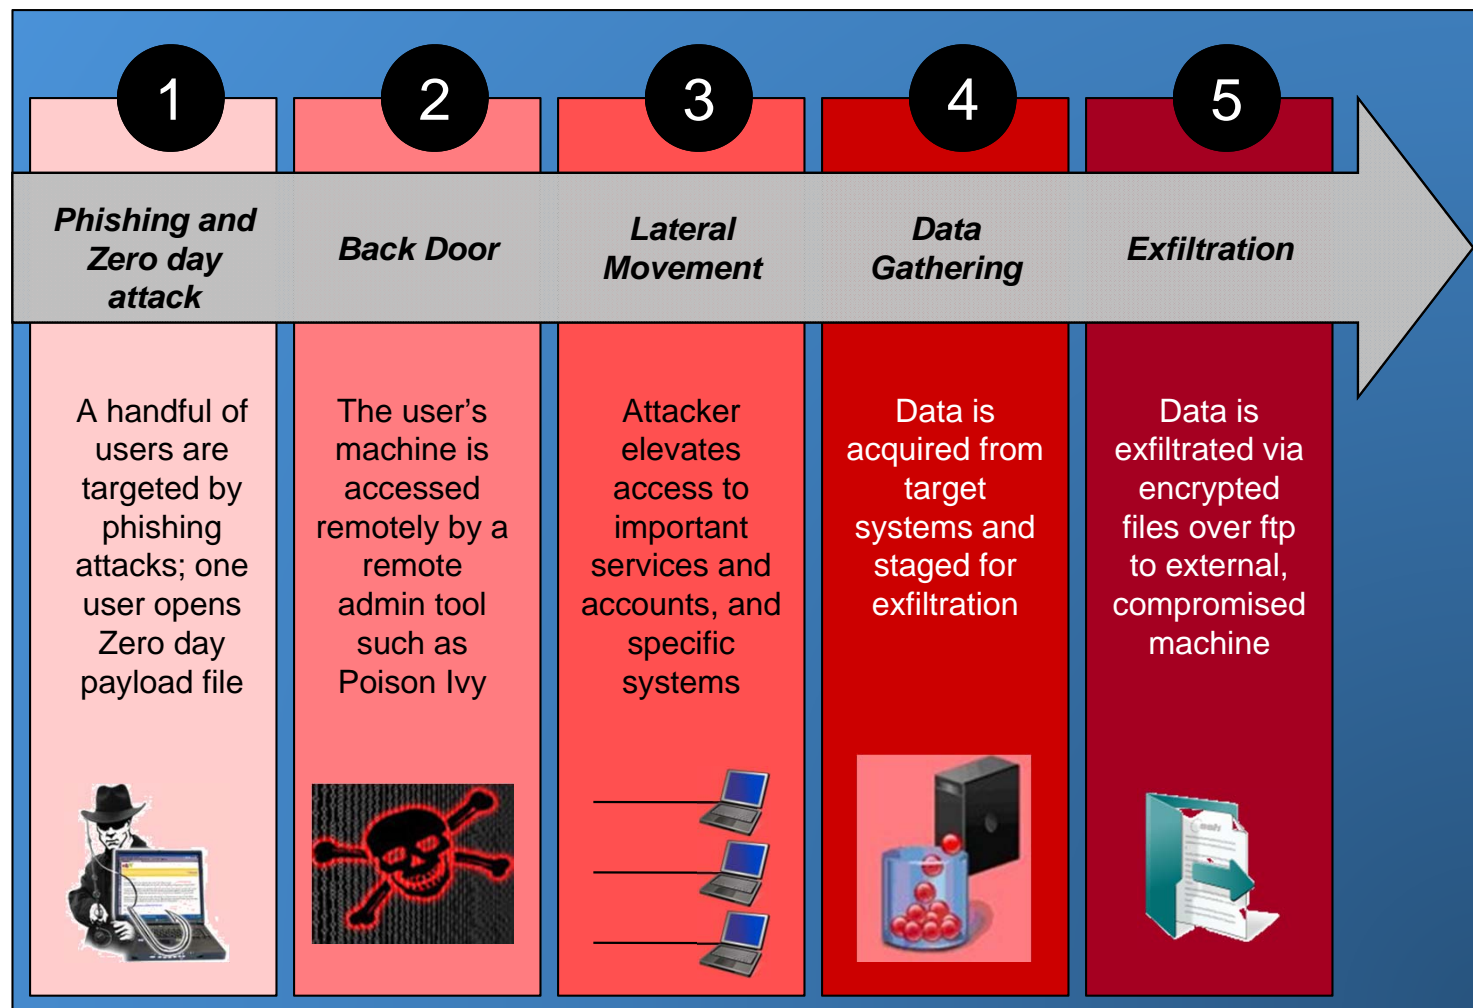 1
2
3
4
5
Phishing and
Zero day
attack
Back Door
Lateral
Movement
Data
Gathering
Exfiltration
A handful of
users are
targeted by
phishing
attacks; one
user opens
Zero day
payload file
The user’s
machine is
accessed
remotely by a
remote
admin tool
such as
Poison Ivy
Attacker
elevates
access to
important
services and
accounts, and
specific
systems
Data is
acquired from
target
systems and
staged for
exfiltration
Data is
exfiltrated via
encrypted
files over ftp
to external,
compromised
machine